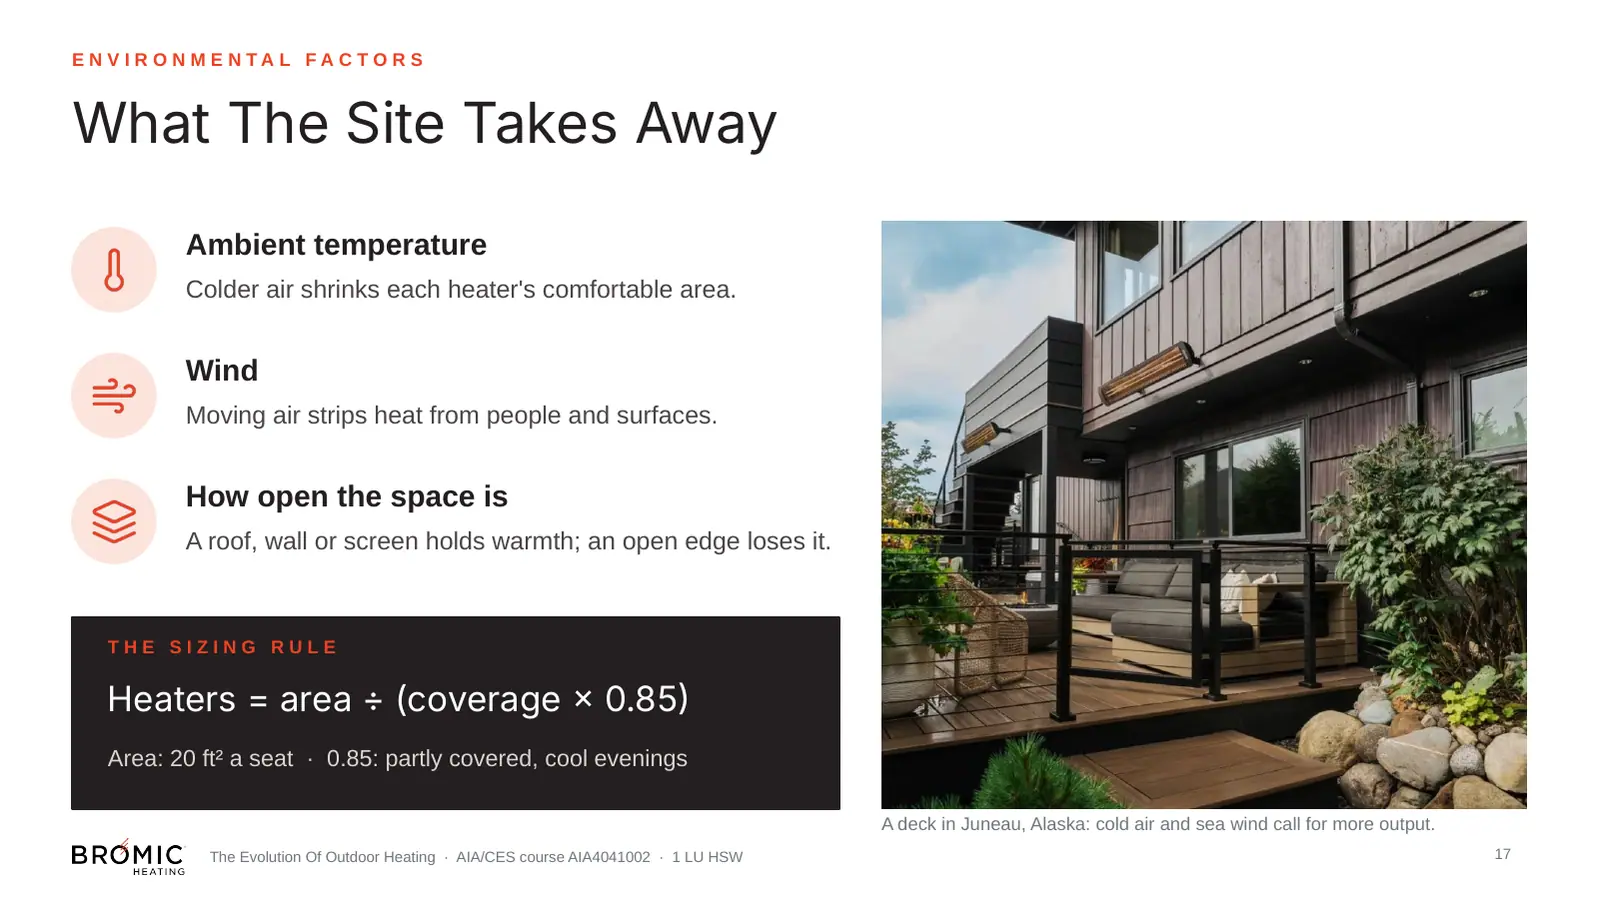 ENVIRONMENTAL FACTORS
What The Site Takes Away
Ambient temperature
Colder air shrinks each heater's comfortable area.
Wind
Moving air strips heat from people and surfaces.
How open the space is
A roof, wall or screen holds warmth; an open edge loses it.
THE SIZING RULE
Heaters = area ÷ (coverage × 0.85)
Area: 20 ft² a seat · 0.85: partly covered, cool evenings
A deck in Juneau, Alaska: cold air and sea wind call for more output.
BROMIC
HEATING
The Evolution Of Outdoor Heating · AIA/CES course AIA4041002 · 1 LU HSW
17